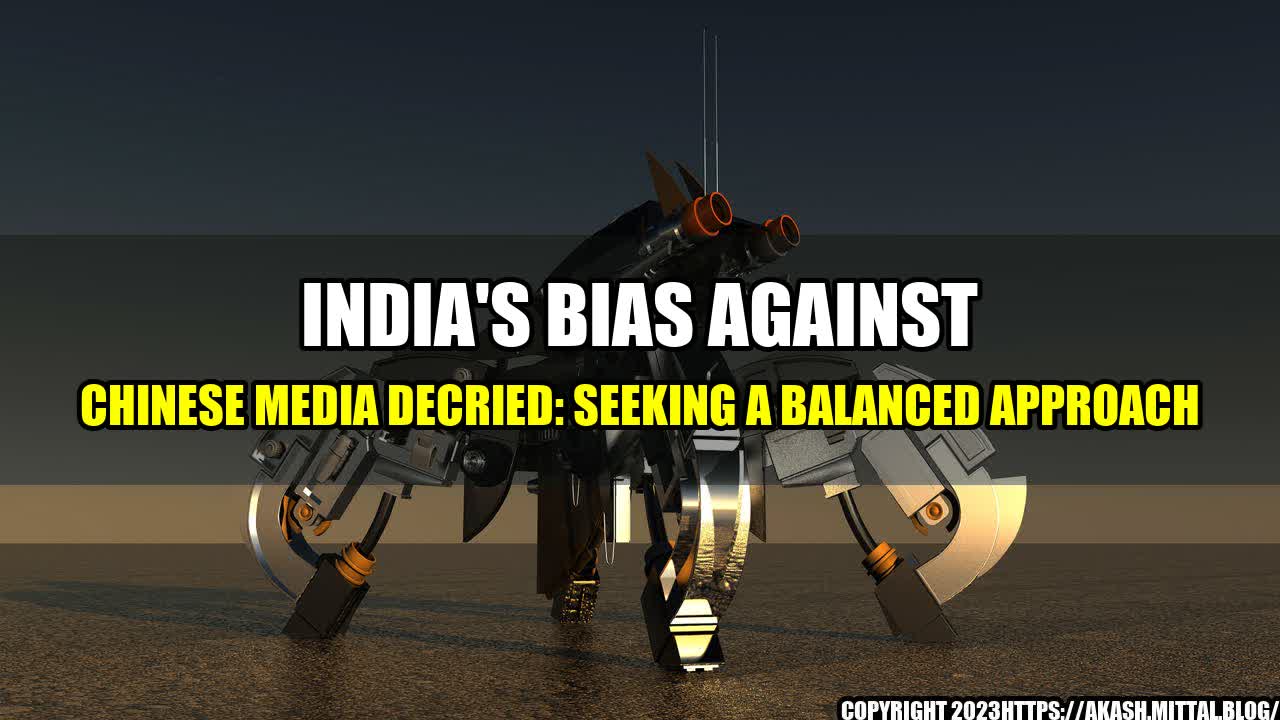 INDIA'S BIAS AGAINST
CHINESE MEDIA DECRIED: SEEKING A BALANCED APPROACH
COPYRIGHT 2023HTTPS://AKASH.MITTAL.BLOG/